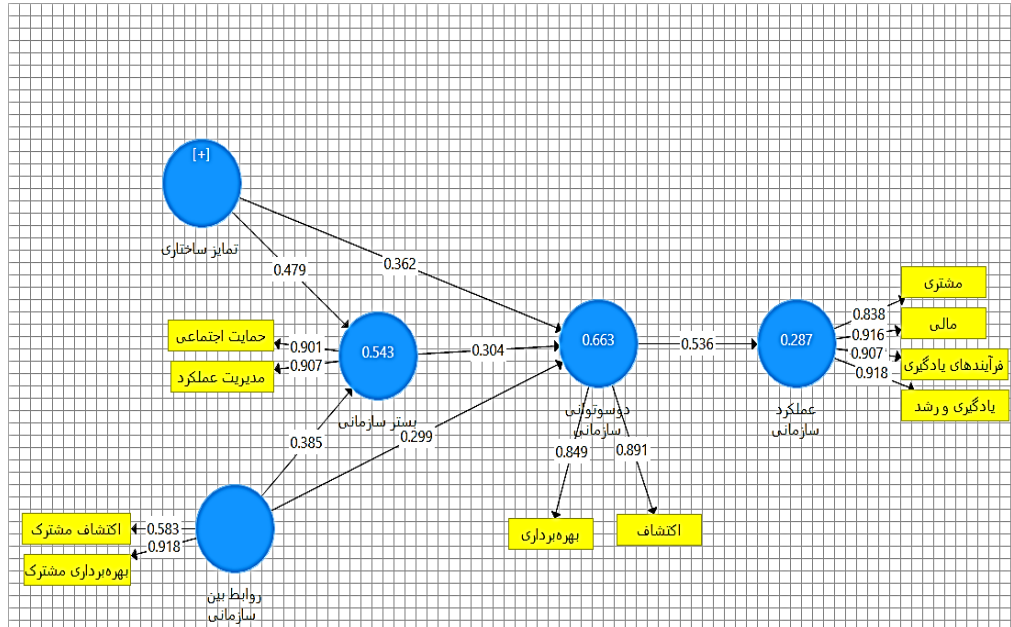 [+]
تمایز ساختاری
0.479
0.362
مشتری
0.838
مالی
0.916
0.907
فرآیندهای یادگیری
0.918
یادگیری و رشد
حمایت اجتماعی
0.901
0.907
مدیریت عملکرد
0.543
0.304
0.663
0.536
0.287
بستر سازمانی
دوسوتوانی
سازمانی
عملکرد
سازمانی
0.385
0.299
0.849
0.891
بهره‌برداری
اکتشاف
اکتشاف مشترک
0.583
0.918
بهره‌برداری مشترک
روابط بین
سازمانی